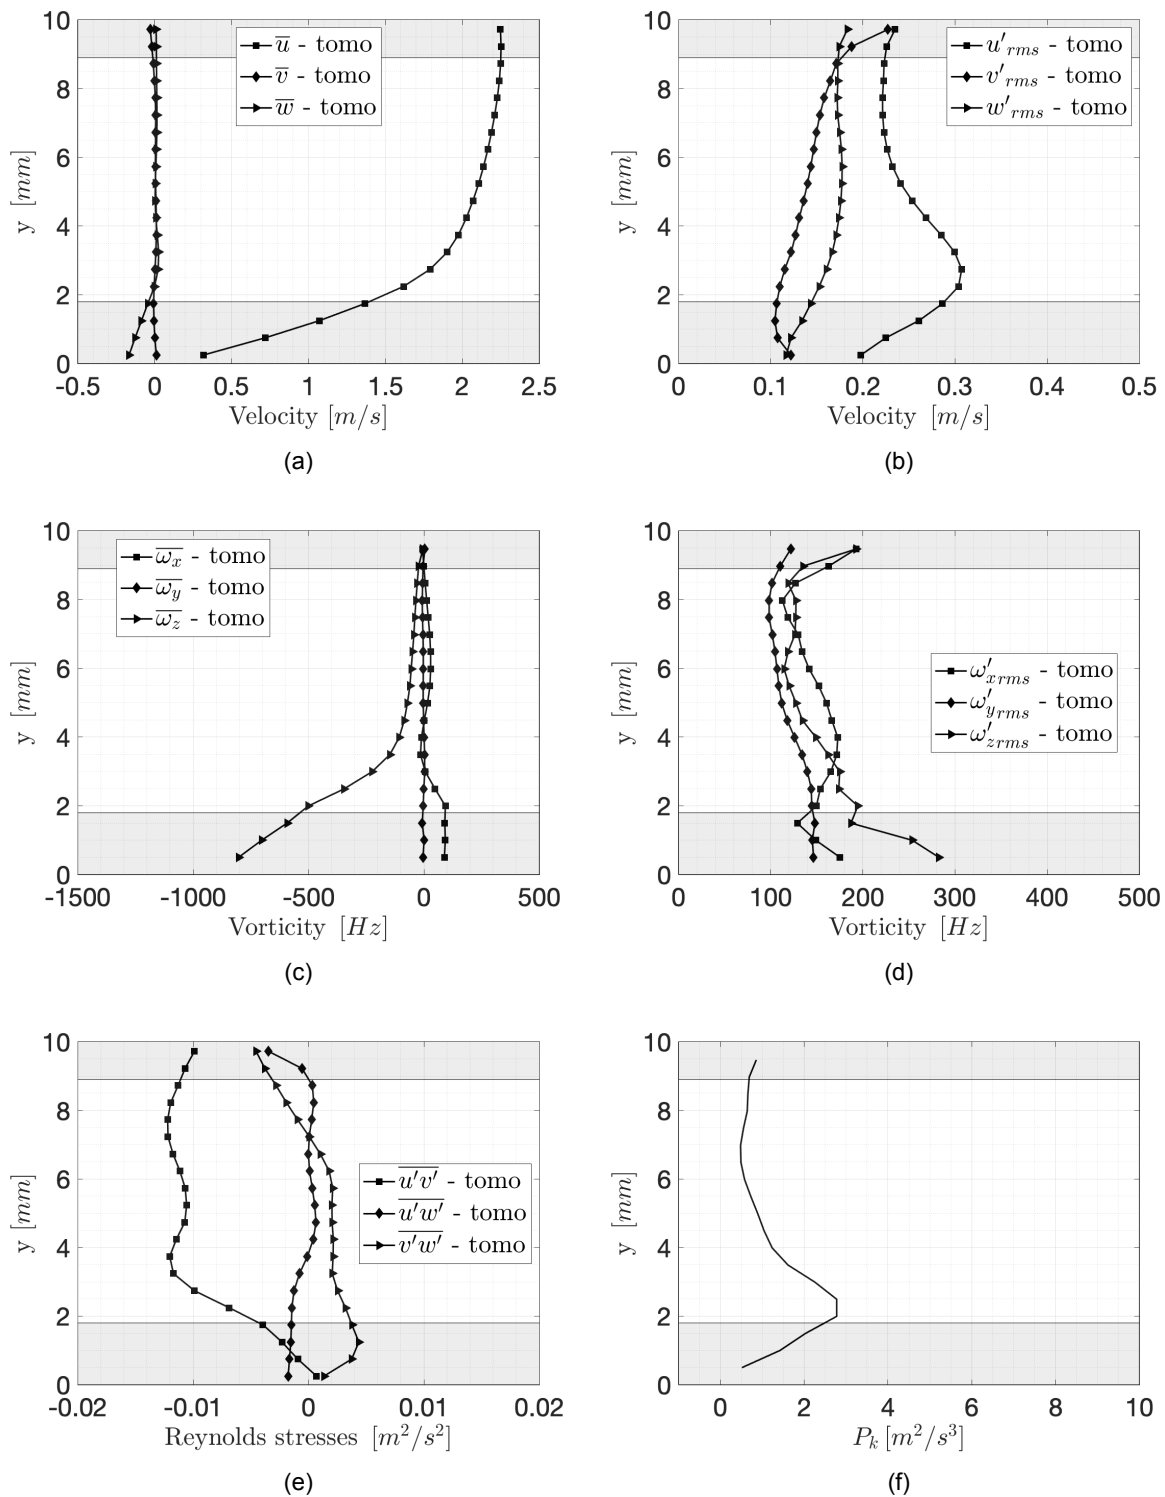 10
8
6
4
2
0
y [mm]
u̅ - tomo
v̅ - tomo
w̅ - tomo
-0.5 0 0.5 1 1.5 2 2.5
Velocity [m/s]
(a)
10
8
6
4
2
0
y [mm]
u′rms - tomo
v′rms - tomo
w′rms - tomo
0 0.1 0.2 0.3 0.4 0.5
Velocity [m/s]
(b)
10
8
6
4
2
0
y [mm]
ω̅x̅ - tomo
ω̅y̅ - tomo
ω̅z̅ - tomo
-1500 -1000 -500 0 500
Vorticity [Hz]
(c)
10
8
6
4
2
0
y [mm]
ω′xrms - tomo
ω′yrms - tomo
ω′zrms - tomo
0 100 200 300 400 500
Vorticity [Hz]
(d)
10
8
6
4
2
0
y [mm]
u̅′v̅′ - tomo
u̅′w̅′ - tomo
v̅′w̅′ - tomo
-0.02 -0.01 0 0.01 0.02
Reynolds stresses [m²/s²]
(e)
10
8
6
4
2
0
y [mm]
0 2 4 6 8 10
Pk [m²/s³]
(f)